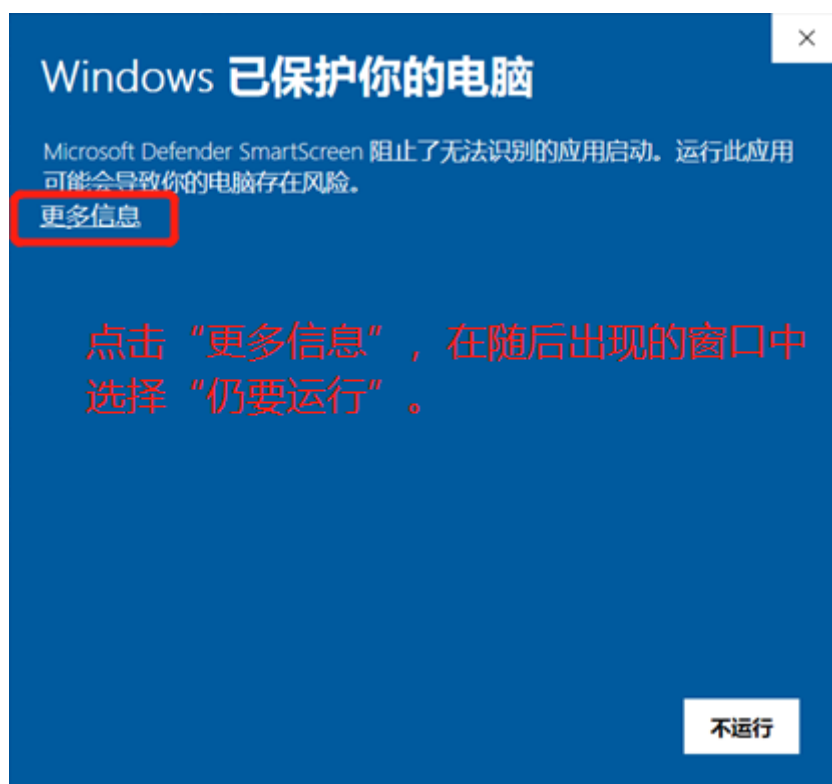 Windows 已保护你的电脑
Microsoft Defender SmartScreen 阻止了无法识别的应用启动。运行此应用
可能会导致你的电脑存在风险。
更多信息
点击“更多信息”，在随后出现的窗口中
选择“仍要运行”。
不运行